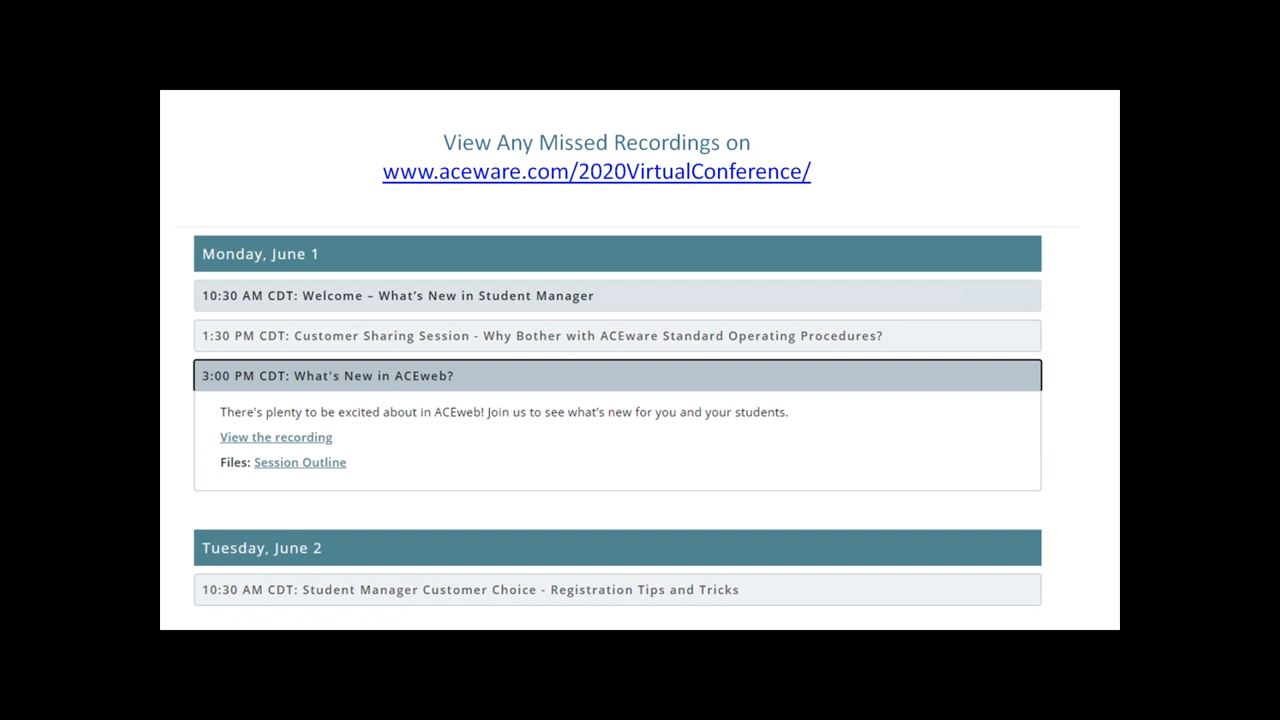 View Any Missed Recordings on
www.aceware.com/2020VirtualConference/
Monday, June 1
10:30 AM CDT: Welcome – What’s New in Student Manager
1:30 PM CDT: Customer Sharing Session - Why Bother with ACEware Standard Operating Procedures?
3:00 PM CDT: What's New in ACEweb?
There's plenty to be excited about in ACEweb! Join us to see what’s new for you and your students.
View the recording
Files: Session Outline
Tuesday, June 2
10:30 AM CDT: Student Manager Customer Choice - Registration Tips and Tricks